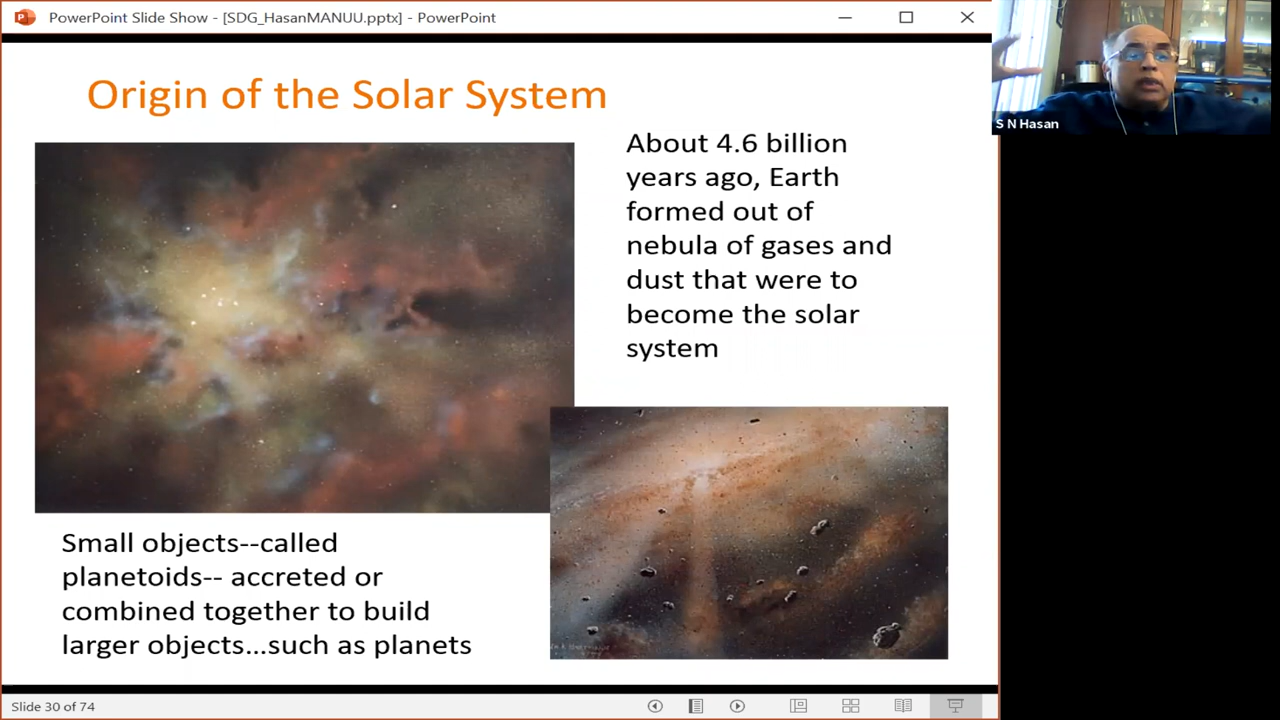 PowerPoint Slide Show - [SDG_HasanMANUU.pptx] - PowerPoint
S N Hasan
Origin of the Solar System
About 4.6 billion
years ago, Earth
formed out of
nebula of gases and
dust that were to
become the solar
system
Small objects--called
planetoids-- accreted or
combined together to build
larger objects...such as planets
Slide 30 of 74